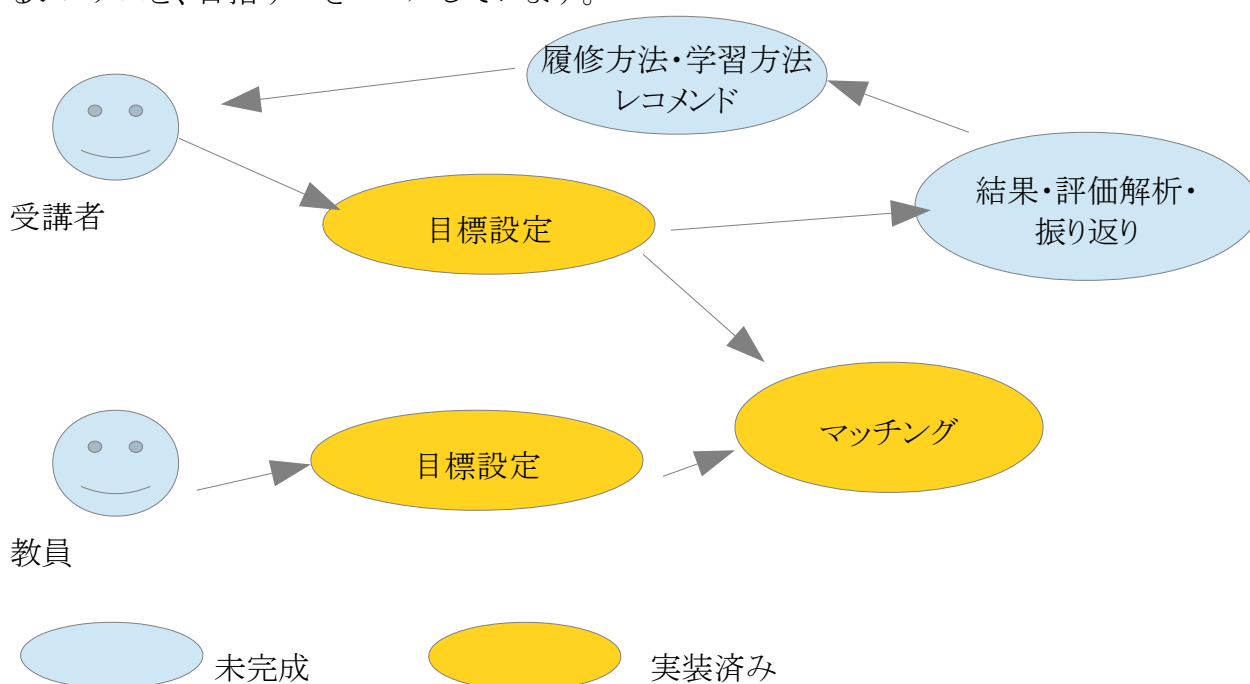 履修方法・学習方法
レコメンド
結果・評価解析・
振り返り
受講者
目標設定
マッチング
目標設定
教員
未完成
実装済み